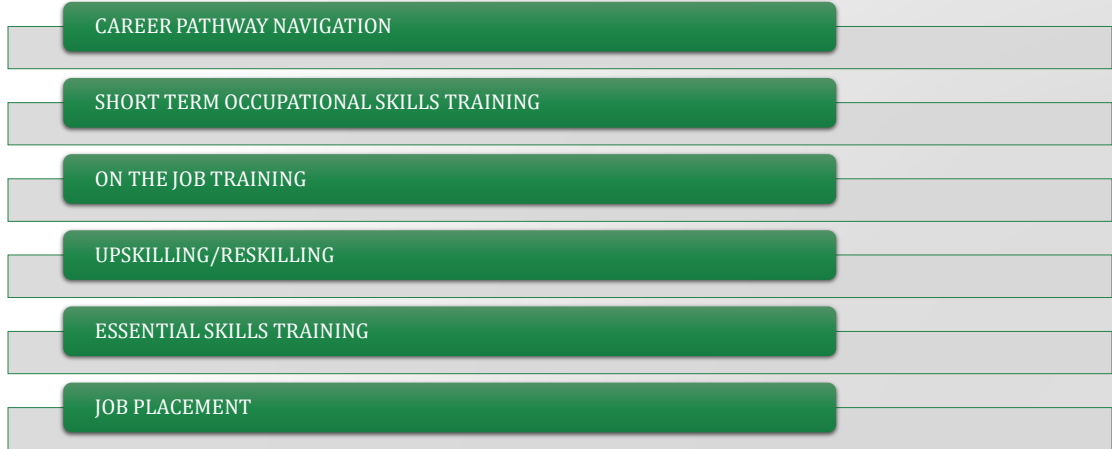 CAREER PATHWAY NAVIGATION
SHORT TERM OCCUPATIONAL SKILLS TRAINING
ON THE JOB TRAINING
UPSKILLING/RESKILLING
ESSENTIAL SKILLS TRAINING
JOB PLACEMENT